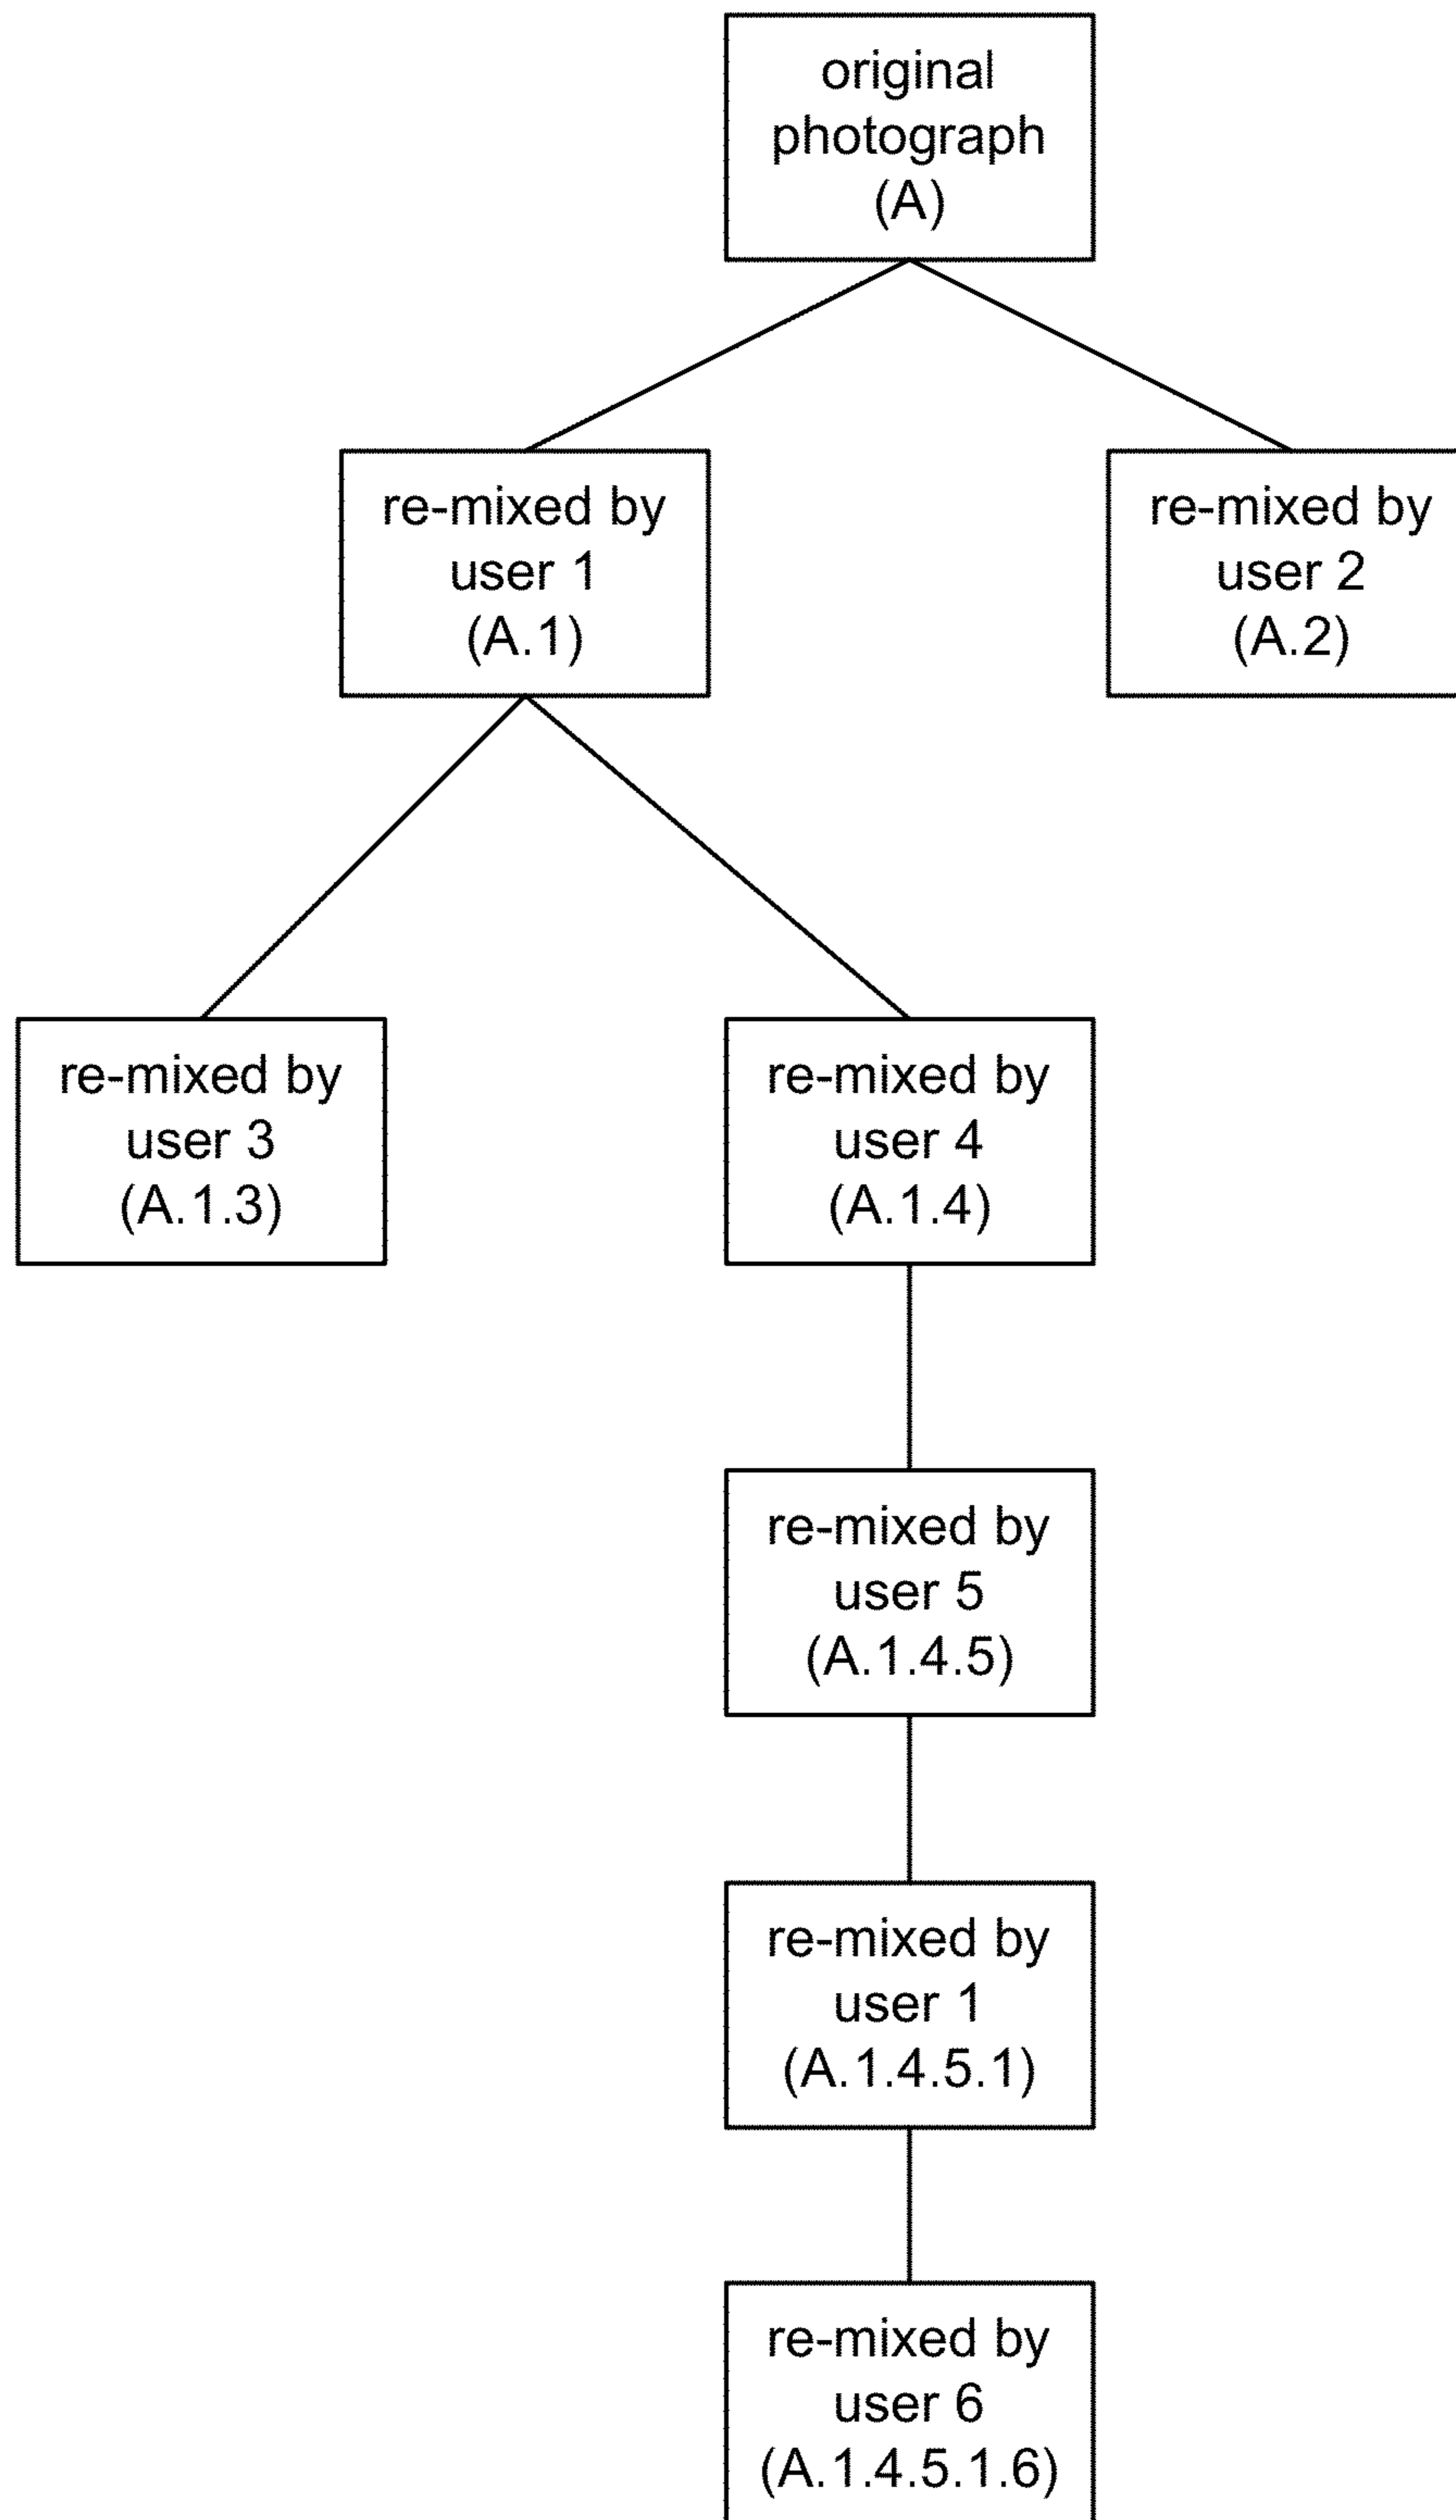 original
photograph
(A)
re-mixed by
user 1
(A.1)
re-mixed by
user 2
(A.2)
re-mixed by
user 3
(A.1.3)
re-mixed by
user 4
(A.1.4)
re-mixed by
user 5
(A.1.4.5)
re-mixed by
user 1
(A.1.4.5.1)
re-mixed by
user 6
(A.1.4.5.1.6)